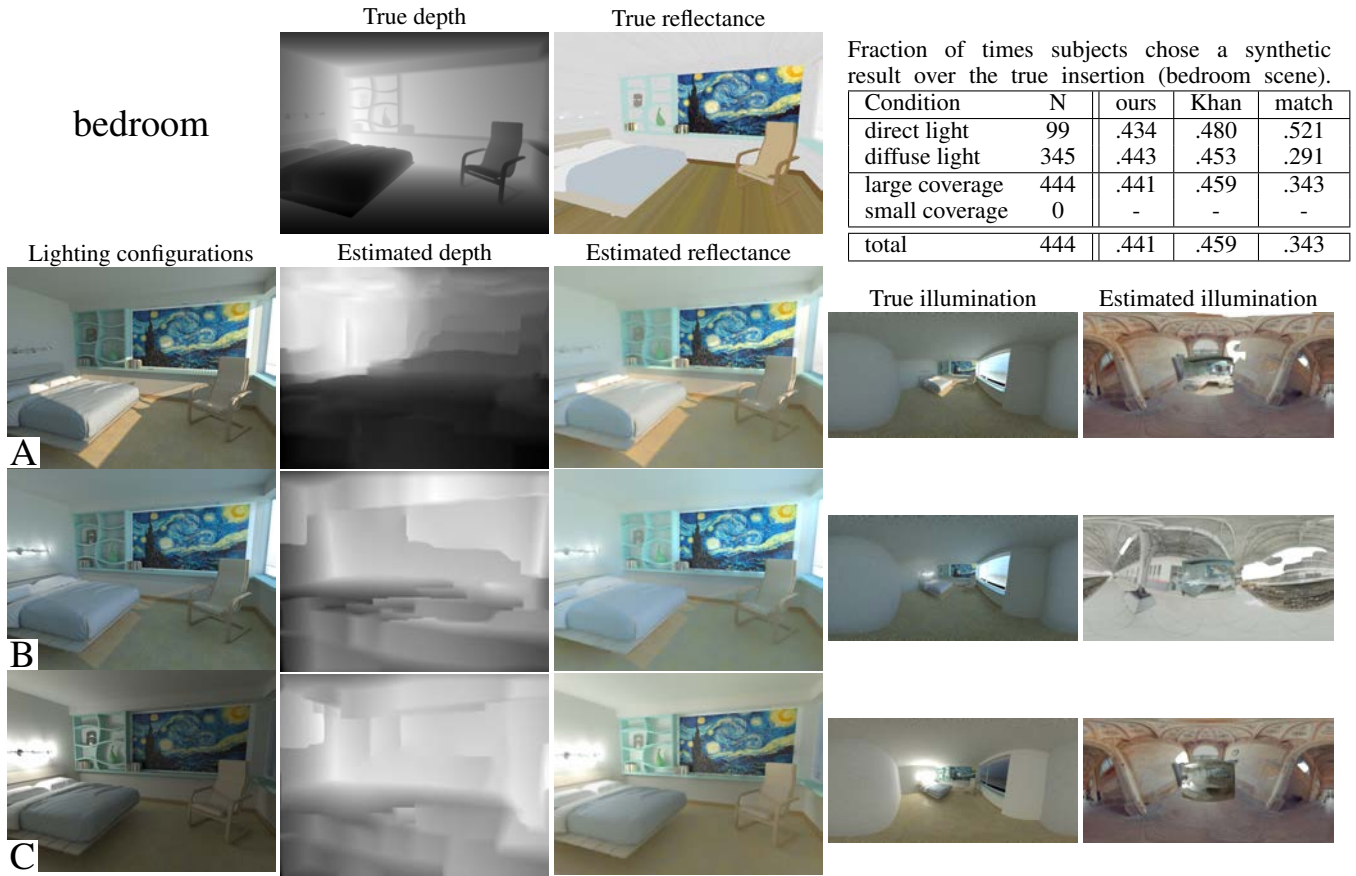 True depth
True reflectance
bedroom
Fraction of times subjects chose a synthetic
result over the true insertion (bedroom scene).
Condition N ours Khan match
direct light 99 .434 .480 .521
diffuse light 345 .443 .453 .291
large coverage 444 .441 .459 .343
small coverage 0 - - -
total 444 .441 .459 .343
Lighting configurations
Estimated depth
Estimated reflectance
True illumination
Estimated illumination
A
B
C